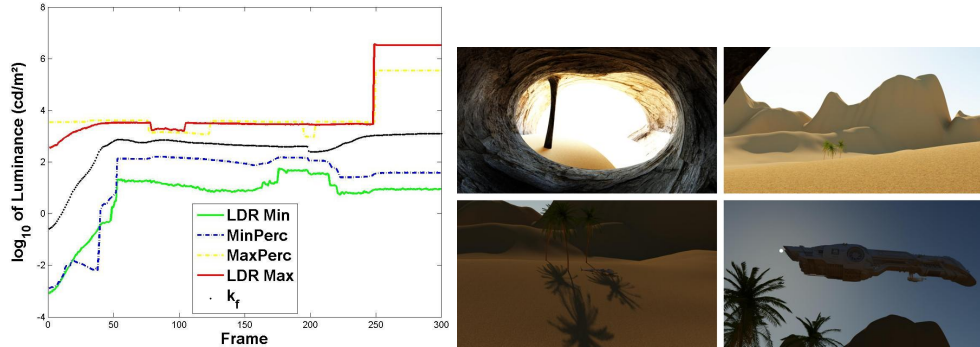 8
6
4
2
0
-2
-4
log10 of Luminance (cd/m²)
LDR Min
MinPerc
MaxPerc
LDR Max
kf
0 50 100 150 200 250 300
Frame